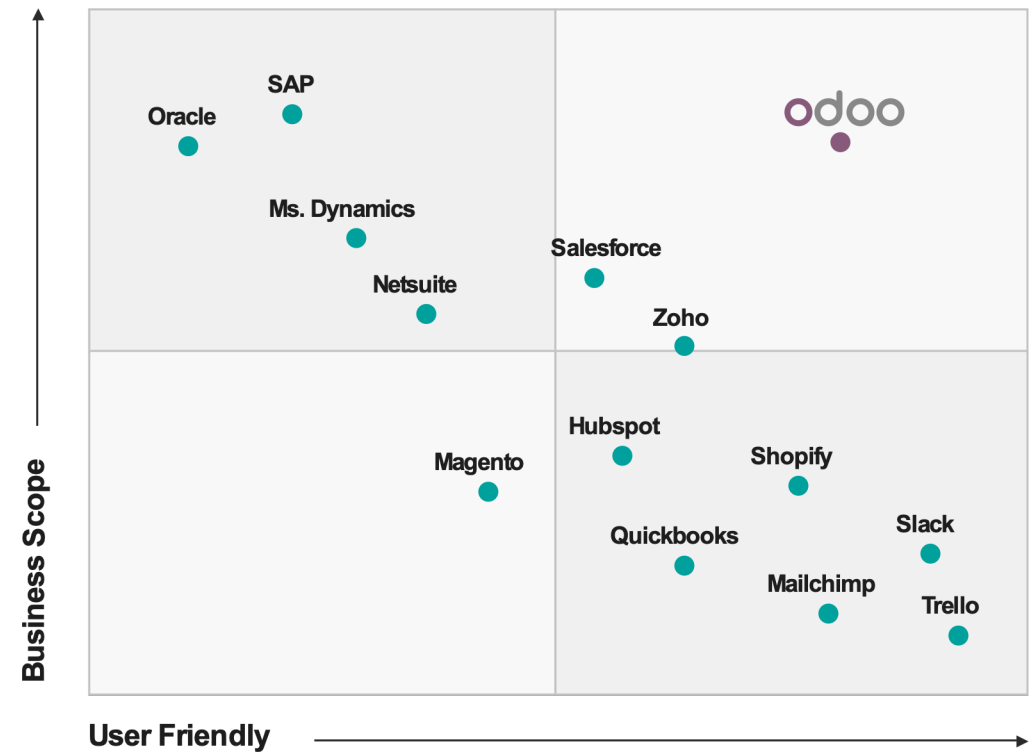 SAP
Oracle
odoo
Ms. Dynamics
Salesforce
Netsuite
Zoho
Hubspot
Magento
Shopify
Slack
Quickbooks
Mailchimp
Trello
Business Scope
User Friendly